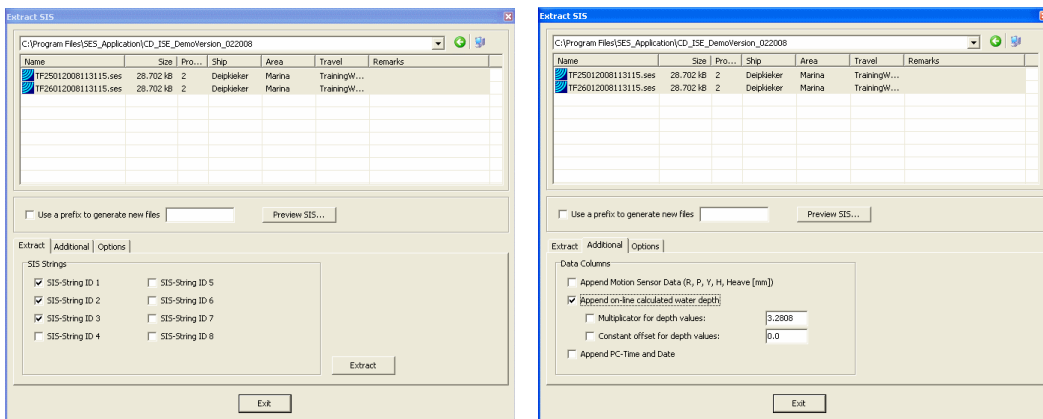 Extract SIS
C:\Program Files\SES_Application\CD_ISE_DemoVersion_022008
Name Size Pro... Ship Area Travel Remarks
TF25012008113115.ses 28.702 kB 2 Deipkieker Marina TrainingW...
TF26012008113115.ses 28.702 kB 2 Deipkieker Marina TrainingW...
Use a prefix to generate new files Preview SIS...
Extract Additional Options
SIS Strings
SIS-String ID 1 SIS-String ID 5
SIS-String ID 2 SIS-String ID 6
SIS-String ID 3 SIS-String ID 7
SIS-String ID 4 SIS-String ID 8
Extract
Exit
Extract SIS
C:\Program Files\SES_Application\CD_ISE_DemoVersion_022008
Name Size Pro... Ship Area Travel Remarks
TF25012008113115.ses 28.702 kB 2 Deipkieker Marina TrainingW...
TF26012008113115.ses 28.702 kB 2 Deipkieker Marina TrainingW...
Use a prefix to generate new files Preview SIS...
Extract Additional Options
Data Columns
Append Motion Sensor Data (R, P, Y, H, Heave [mm])
Append on-line calculated water depth
Multiplicator for depth values: 3.2808
Constant offset for depth values: 0.0
Append PC-Time and Date
Exit